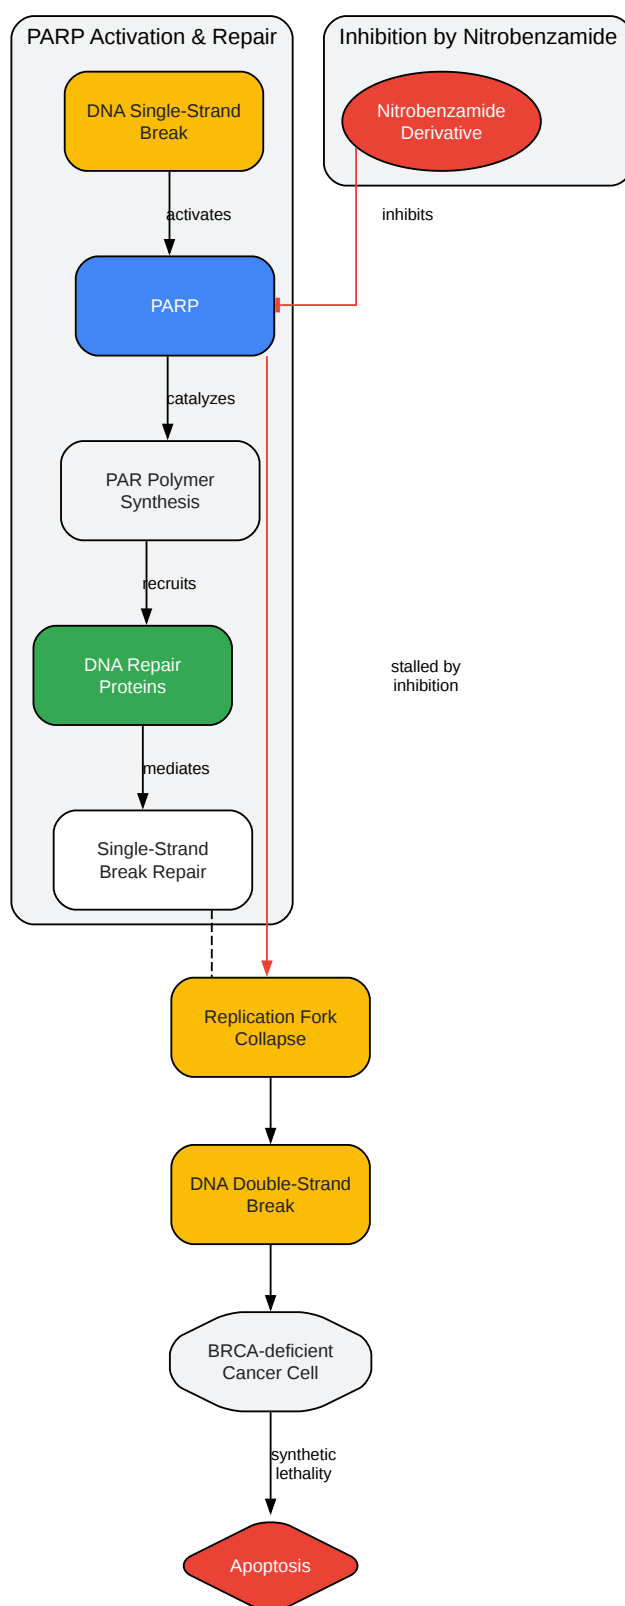 PARP Activation & Repair
Inhibition by Nitrobenzamide
DNA Single-Strand
Break
Nitrobenzamide
Derivative
activates
inhibits
PARP
catalyzes
PAR Polymer
Synthesis
recruits
DNA Repair
Proteins
stalled by
inhibition
mediates
Single-Strand
Break Repair
Replication Fork
Collapse
DNA Double-Strand
Break
BRCA-deficient
Cancer Cell
synthetic
lethality
Apoptosis